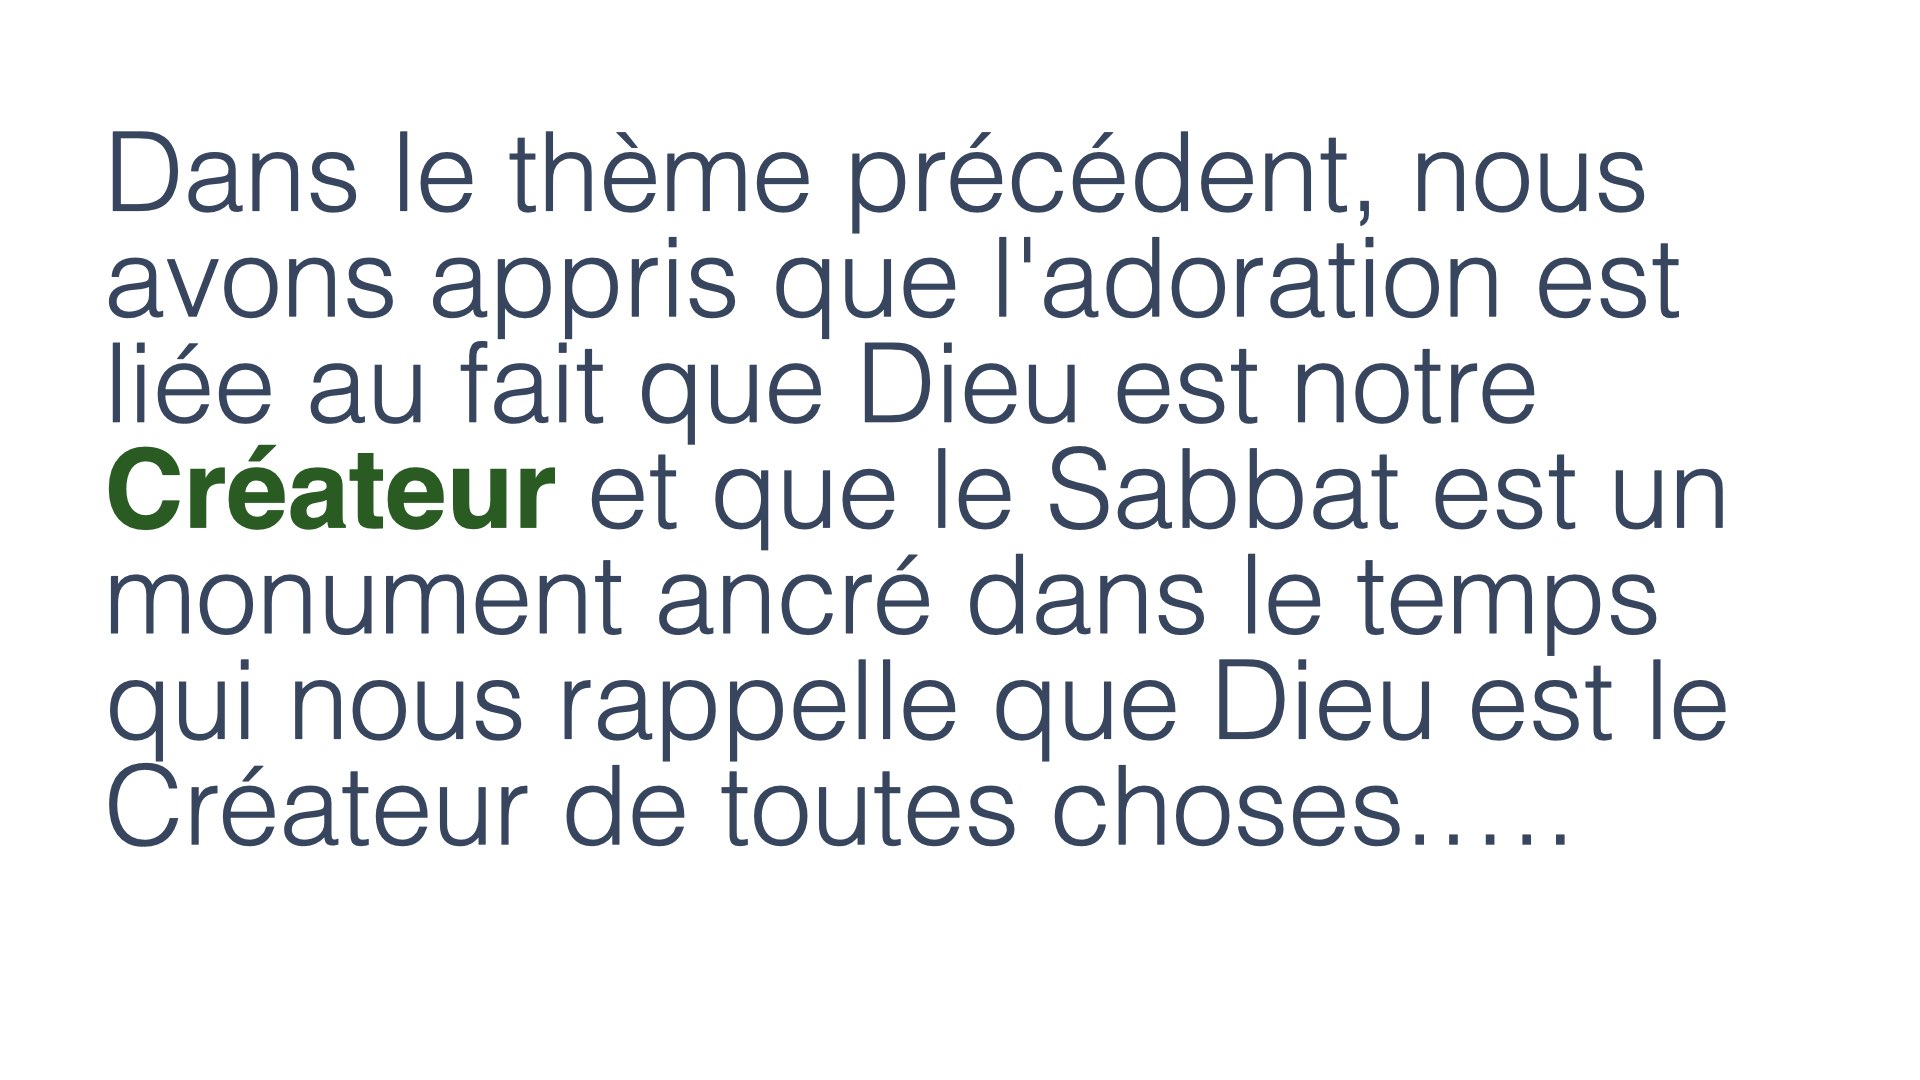 Dans le thème précédent, nous
avons appris que l'adoration est
liée au fait que Dieu est notre
Créateur et que le Sabbat est un
monument ancré dans le temps
qui nous rappelle que Dieu est le
Créateur de toutes choses.….